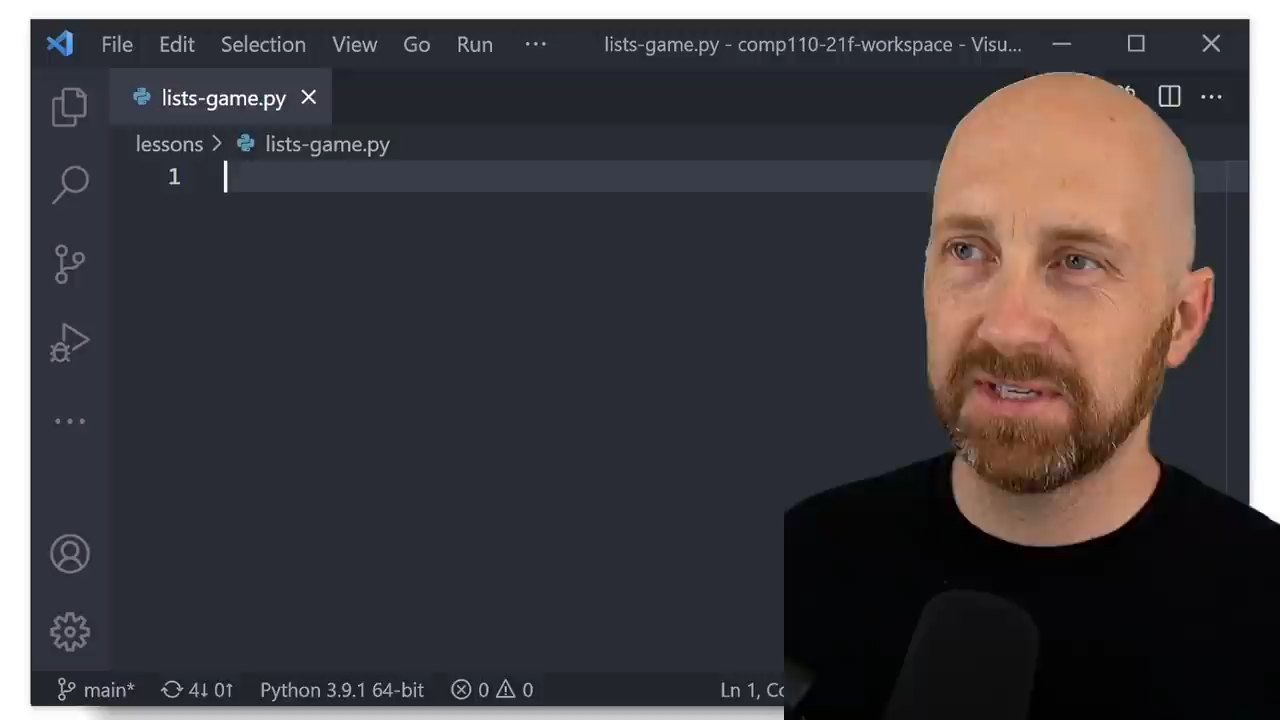 File Edit Selection View Go Run ... lists-game.py - comp110-21f-workspace - Visu...
lists-game.py
lessons > lists-game.py
1
main* 4↓ 0↑ Python 3.9.1 64-bit 0 0 Ln 1,